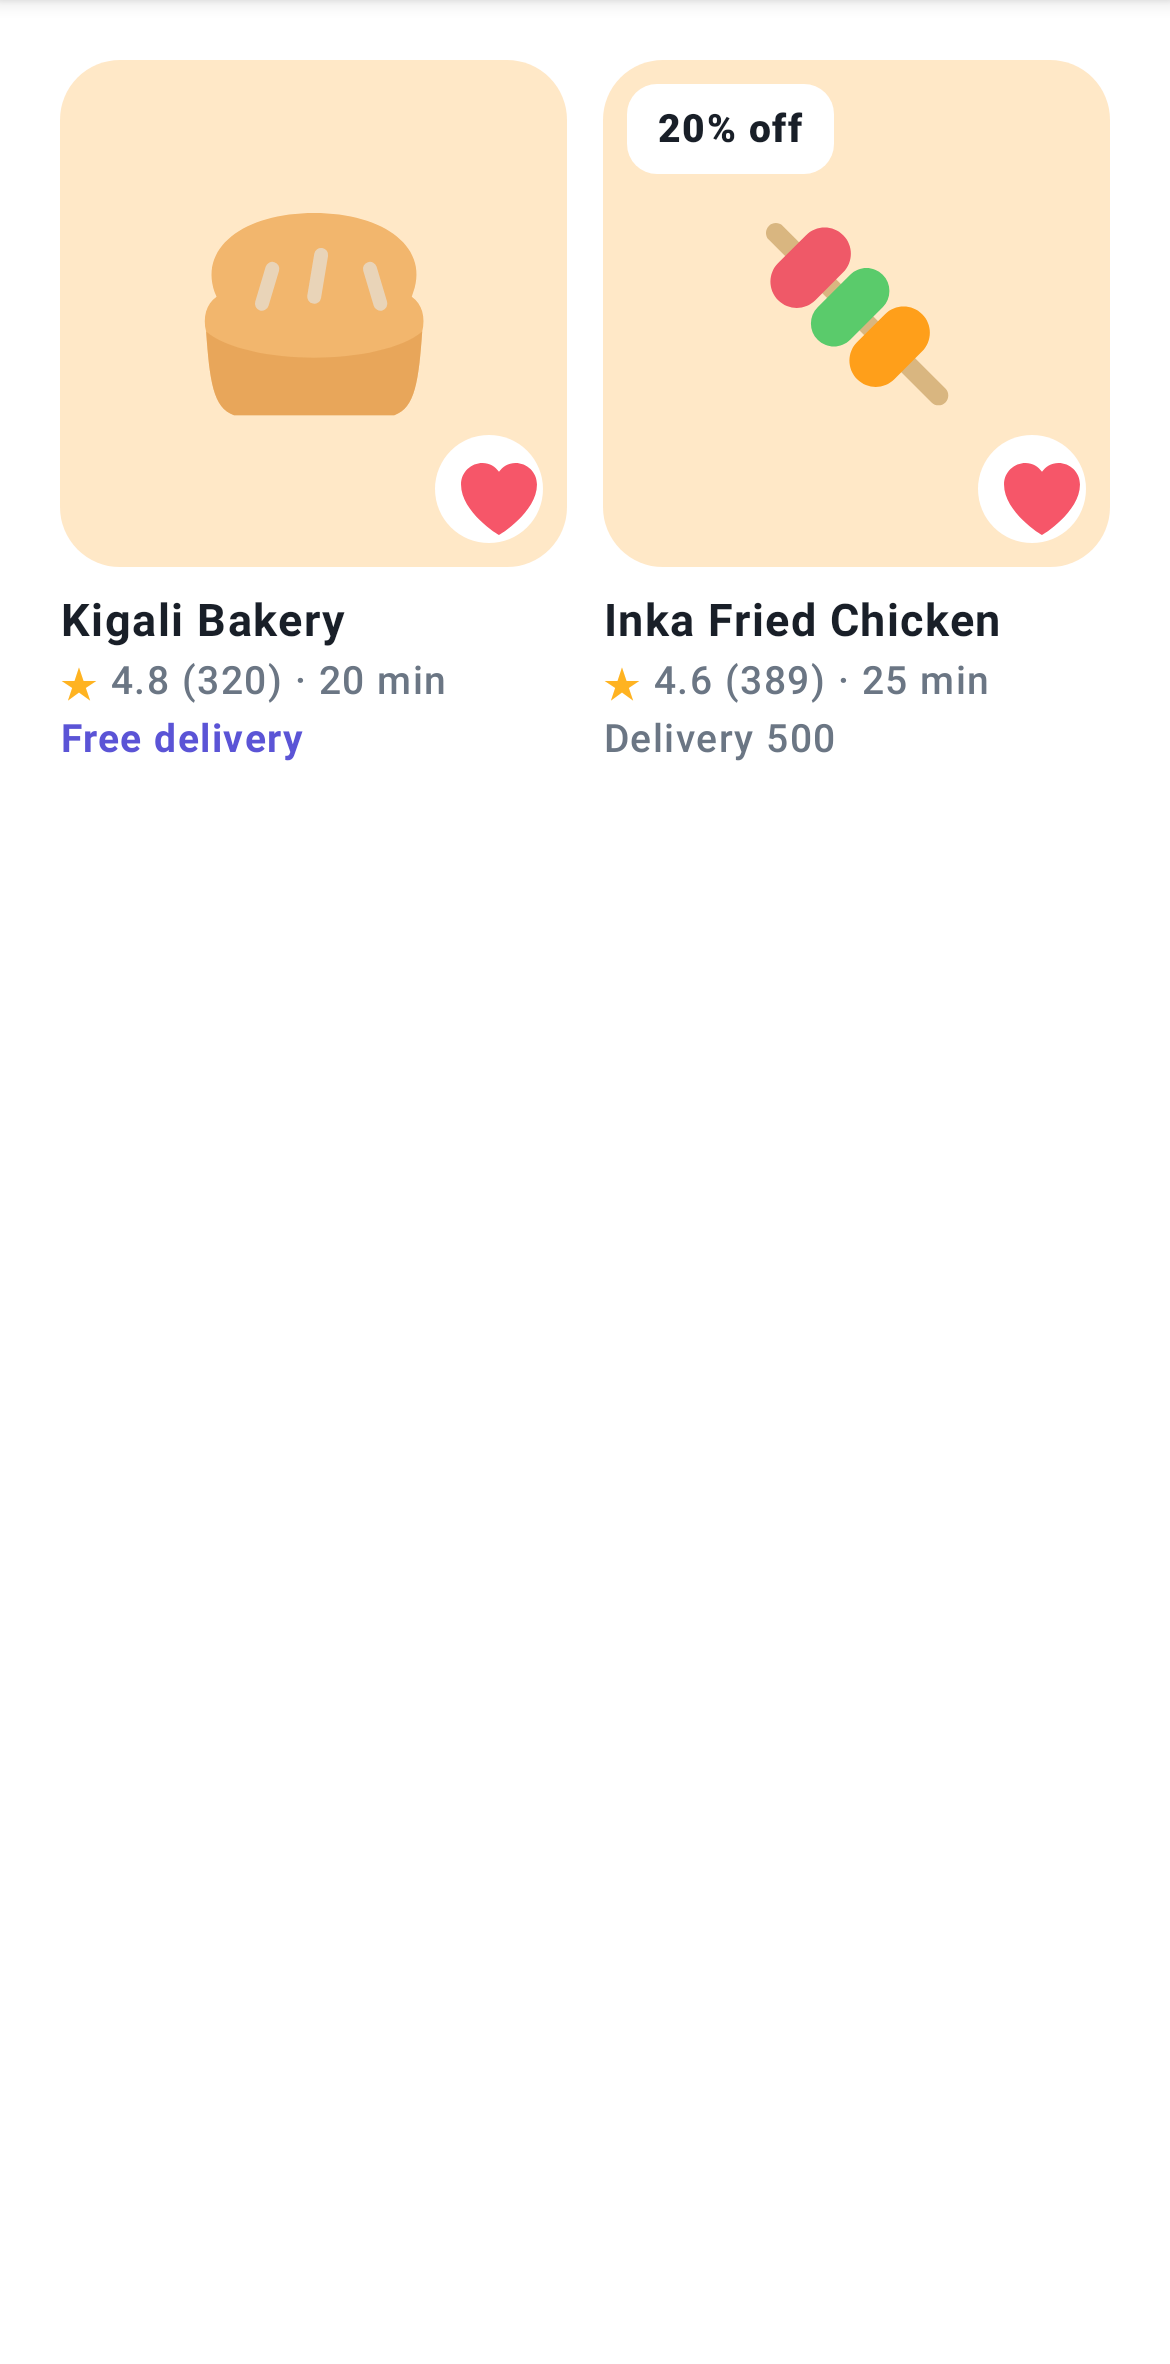 20% off
Kigali Bakery
4.8 (320) · 20 min
Free delivery
Inka Fried Chicken
4.6 (389) · 25 min
Delivery 500